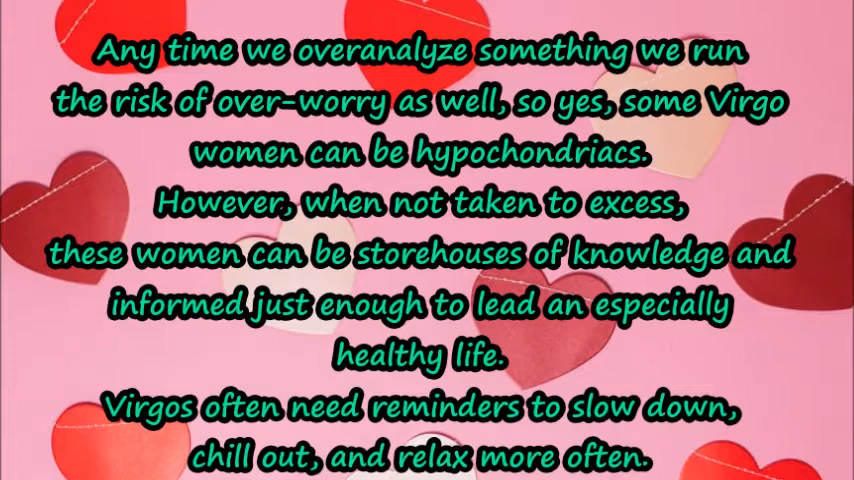 Any time we overanalyze something we run
the risk of over-worry as well, so yes, some Virgo
women can be hypochondriacs.
However, when not taken to excess,
these women can be storehouses of knowledge and
informed just enough to lead an especially
healthy life.
Virgos often need reminders to slow down,
chill out, and relax more often.